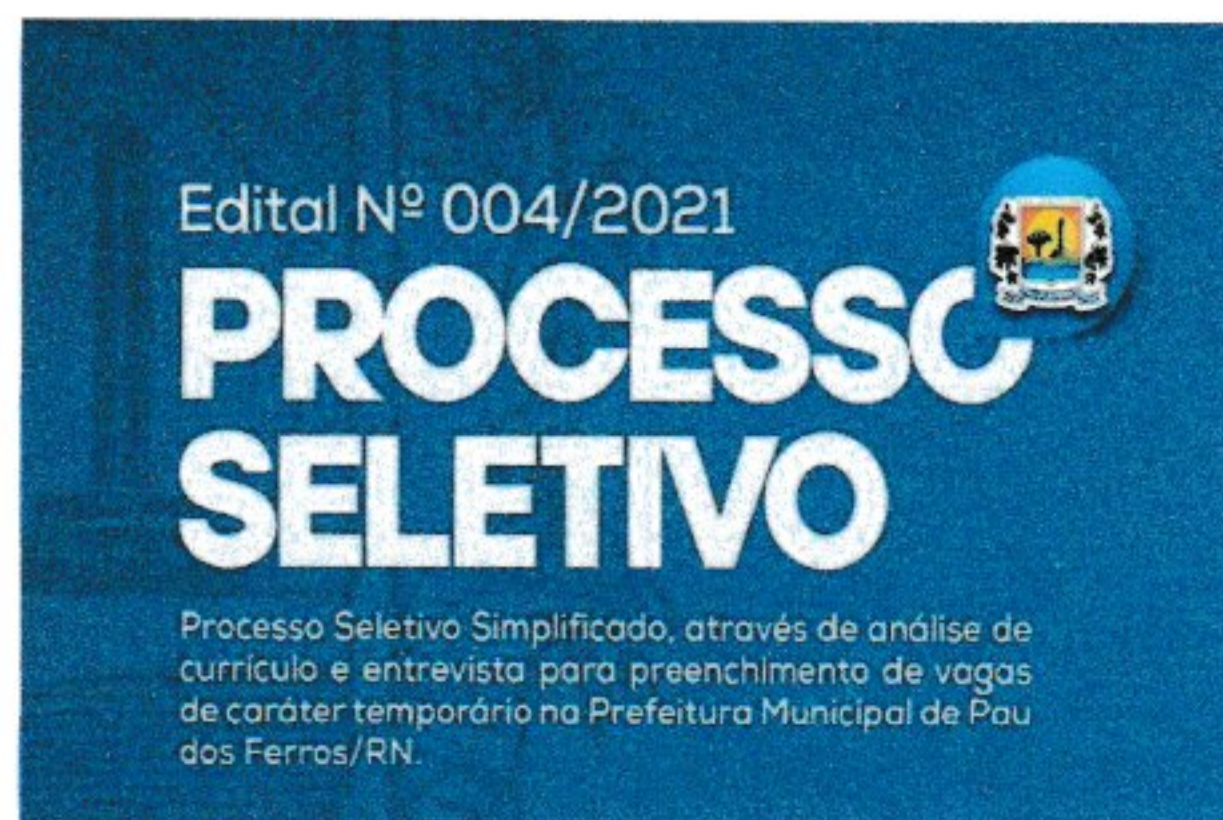 Edital Nº 004/2021
PROCESSO
SELETIVO
Processo Seletivo Simplificado, através de análise de
currículo e entrevista para preenchimento de vagas
de caráter temporário na Prefeitura Municipal de Pau
dos Ferros/RN.